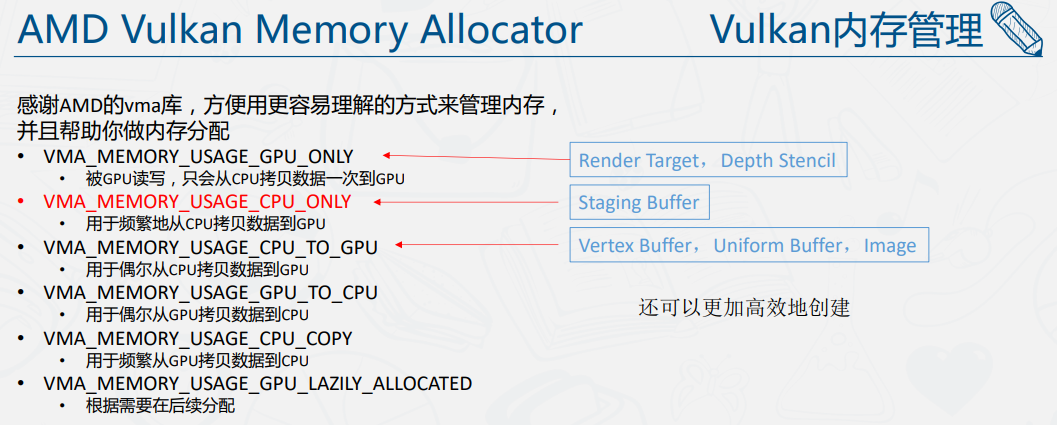 AMD Vulkan Memory Allocator
Vulkan内存管理
感谢AMD的vma库，方便用更容易理解的方式来管理内存，
并且帮助你做内存分配
• VMA_MEMORY_USAGE_GPU_ONLY
• 被GPU读写，只会从CPU拷贝数据一次到GPU
• VMA_MEMORY_USAGE_CPU_ONLY
• 用于频繁地从CPU拷贝数据到GPU
• VMA_MEMORY_USAGE_CPU_TO_GPU
• 用于偶尔从CPU拷贝数据到GPU
• VMA_MEMORY_USAGE_GPU_TO_CPU
• 用于偶尔从GPU拷贝数据到CPU
• VMA_MEMORY_USAGE_CPU_COPY
• 用于频繁从GPU拷贝数据到CPU
• VMA_MEMORY_USAGE_GPU_LAZILY_ALLOCATED
• 根据需要在后续分配
Render Target，Depth Stencil
Staging Buffer
Vertex Buffer，Uniform Buffer，Image
还可以更加高效地创建